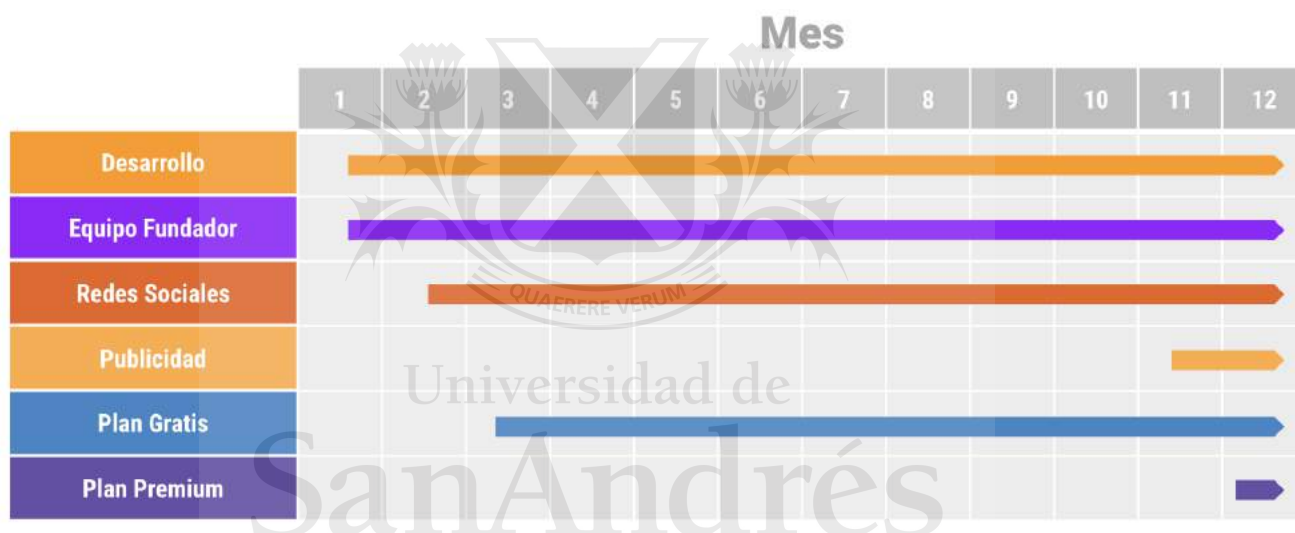 Mes
1 2 3 4 5 6 7 8 9 10 11 12
Desarrollo
Equipo Fundador
Redes Sociales
QUAERERE VERUM
Publicidad
Universidad de
Plan Gratis
SanAndrés
Plan Premium